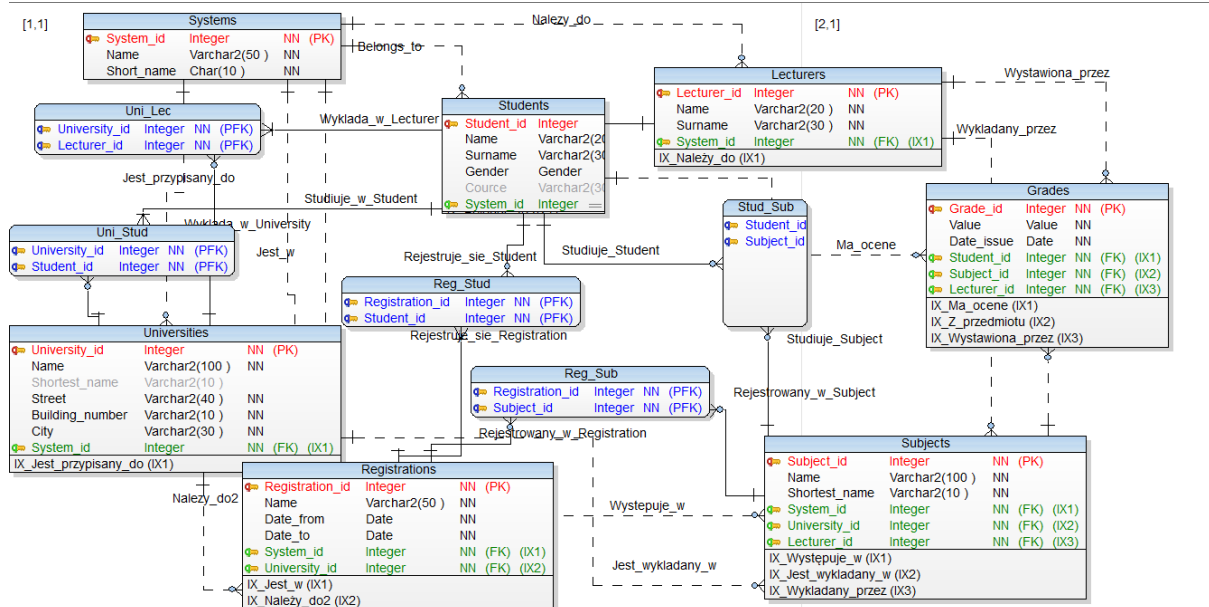 [1,1]
[2,1]
Systems
System_id Integer NN (PK)
Name Varchar2(50 ) NN
Short_name Char(10 ) NN
Nalezy_do
Belongs_to
Lecturers
Lecturer_id Integer NN (PK)
Name Varchar2(20 ) NN
Surname Varchar2(30 ) NN
System_id Integer NN (FK) (IX1)
IX_Należy_do (IX1)
Wystawiona_przez
Wykladany_przez
Uni_Lec
University_id Integer NN (PFK)
Lecturer_id Integer NN (PFK)
Wyklada_w_Lecturer
Students
Student_id Integer
Name Varchar2(20
Surname Varchar2(30
Gender Gender
Cource Varchar2(30
System_id Integer
Jest_przypisany_do
Studiuje_w_Student
Wyklada_w_University
Jest_w
Uni_Stud
University_id Integer NN (PFK)
Student_id Integer NN (PFK)
Stud_Sub
Student_id
Subject_id
Grades
Grade_id Integer NN (PK)
Value Value NN
Date_issue Date NN
Student_id Integer NN (FK) (IX1)
Subject_id Integer NN (FK) (IX2)
Lecturer_id Integer NN (FK) (IX3)
IX_Ma_ocene (IX1)
IX_Z_przedmiotu (IX2)
IX_Wystawiona_przez (IX3)
Ma_ocene
Studiuje_Student
Rejestruje_sie_Student
Reg_Stud
Registration_id Integer NN (PFK)
Student_id Integer NN (PFK)
Rejestruje_sie_Registration
Studiuje_Subject
Universities
University_id Integer NN (PK)
Name Varchar2(100 ) NN
Shortest_name Varchar2(10 )
Street Varchar2(40 ) NN
Building_number Varchar2(10 ) NN
City Varchar2(30 ) NN
System_id Integer NN (FK) (IX1)
IX_Jest_przypisany_do (IX1)
Reg_Sub
Registration_id Integer NN (PFK)
Subject_id Integer NN (PFK)
Rejestrowany_w_Subject
Rejestrowany_w_Registration
Nalezy_do2
Registrations
Registration_id Integer NN (PK)
Name Varchar2(50 ) NN
Date_from Date NN
Date_to Date NN
System_id Integer NN (FK) (IX1)
University_id Integer NN (FK) (IX2)
IX_Jest_w (IX1)
IX_Należy_do2 (IX2)
Wystepuje_w
Jest_wykladany_w
Subjects
Subject_id Integer NN (PK)
Name Varchar2(100 ) NN
Shortest_name Varchar2(10 ) NN
System_id Integer NN (FK) (IX1)
University_id Integer NN (FK) (IX2)
Lecturer_id Integer NN (FK) (IX3)
IX_Występuje_w (IX1)
IX_Jest_wykladany_w (IX2)
IX_Wykladany_przez (IX3)